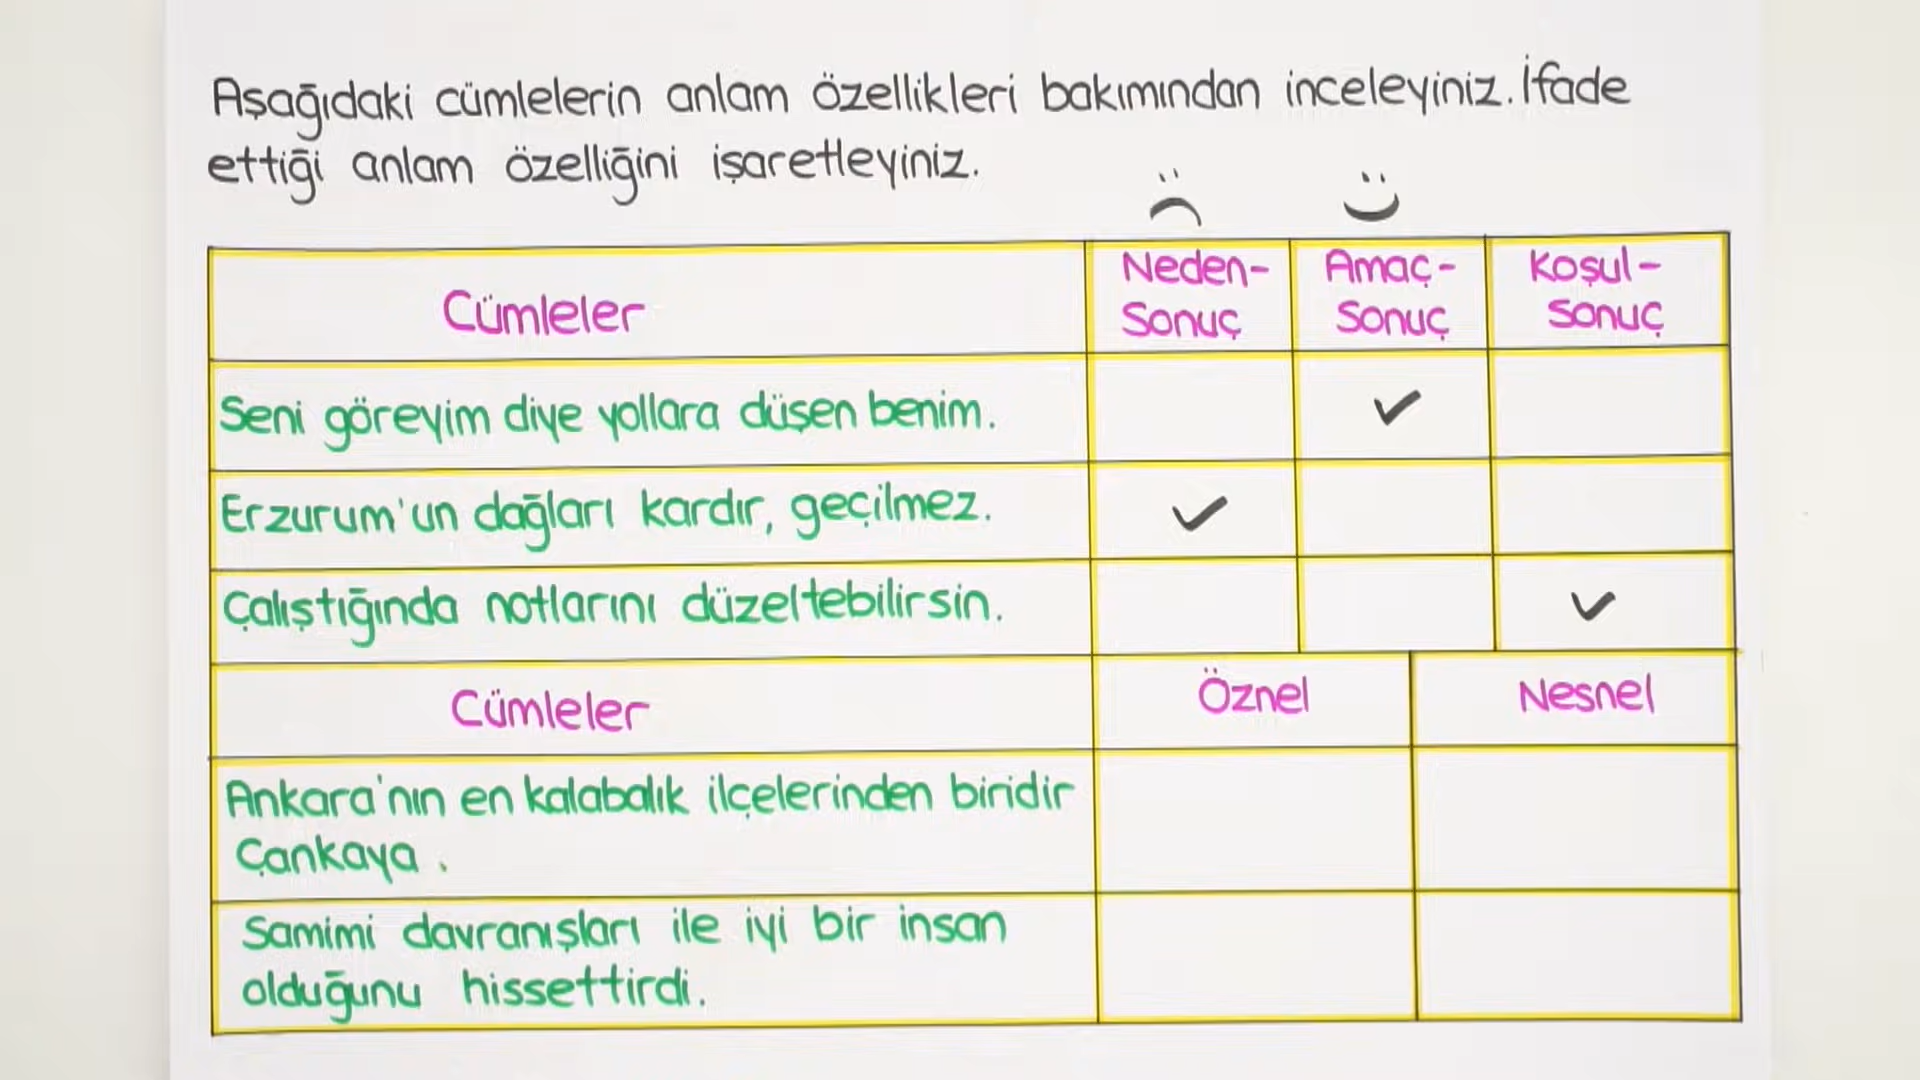 Aşağıdaki cümlelerin anlam özellikleri bakımından inceleyiniz. İfade
ettiği anlam özelliğini işaretleyiniz.
Cümleler
Neden-
Sonuç
Amaç-
Sonuç
Koşul-
Sonuç
Seni göreyim diye yollara düşen benim.
Erzurum'un dağları kardır, geçilmez.
Çalıştığında notlarını düzeltebilirsin.
Cümleler
Öznel
Nesnel
Ankara'nın en kalabalık ilçelerinden biridir
Çankaya.
Samimi davranışları ile iyi bir insan
olduğunu hissettirdi.